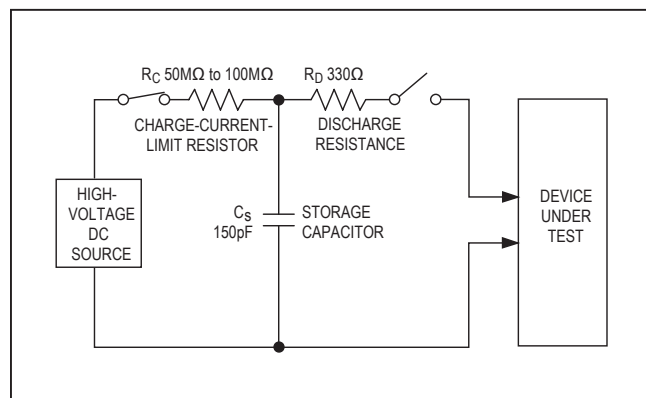 RC 50MΩ to 100MΩ
CHARGE-CURRENT-
LIMIT RESISTOR
RD 330Ω
DISCHARGE
RESISTANCE
HIGH-
VOLTAGE
DC
SOURCE
CS
150pF
STORAGE
CAPACITOR
DEVICE
UNDER
TEST